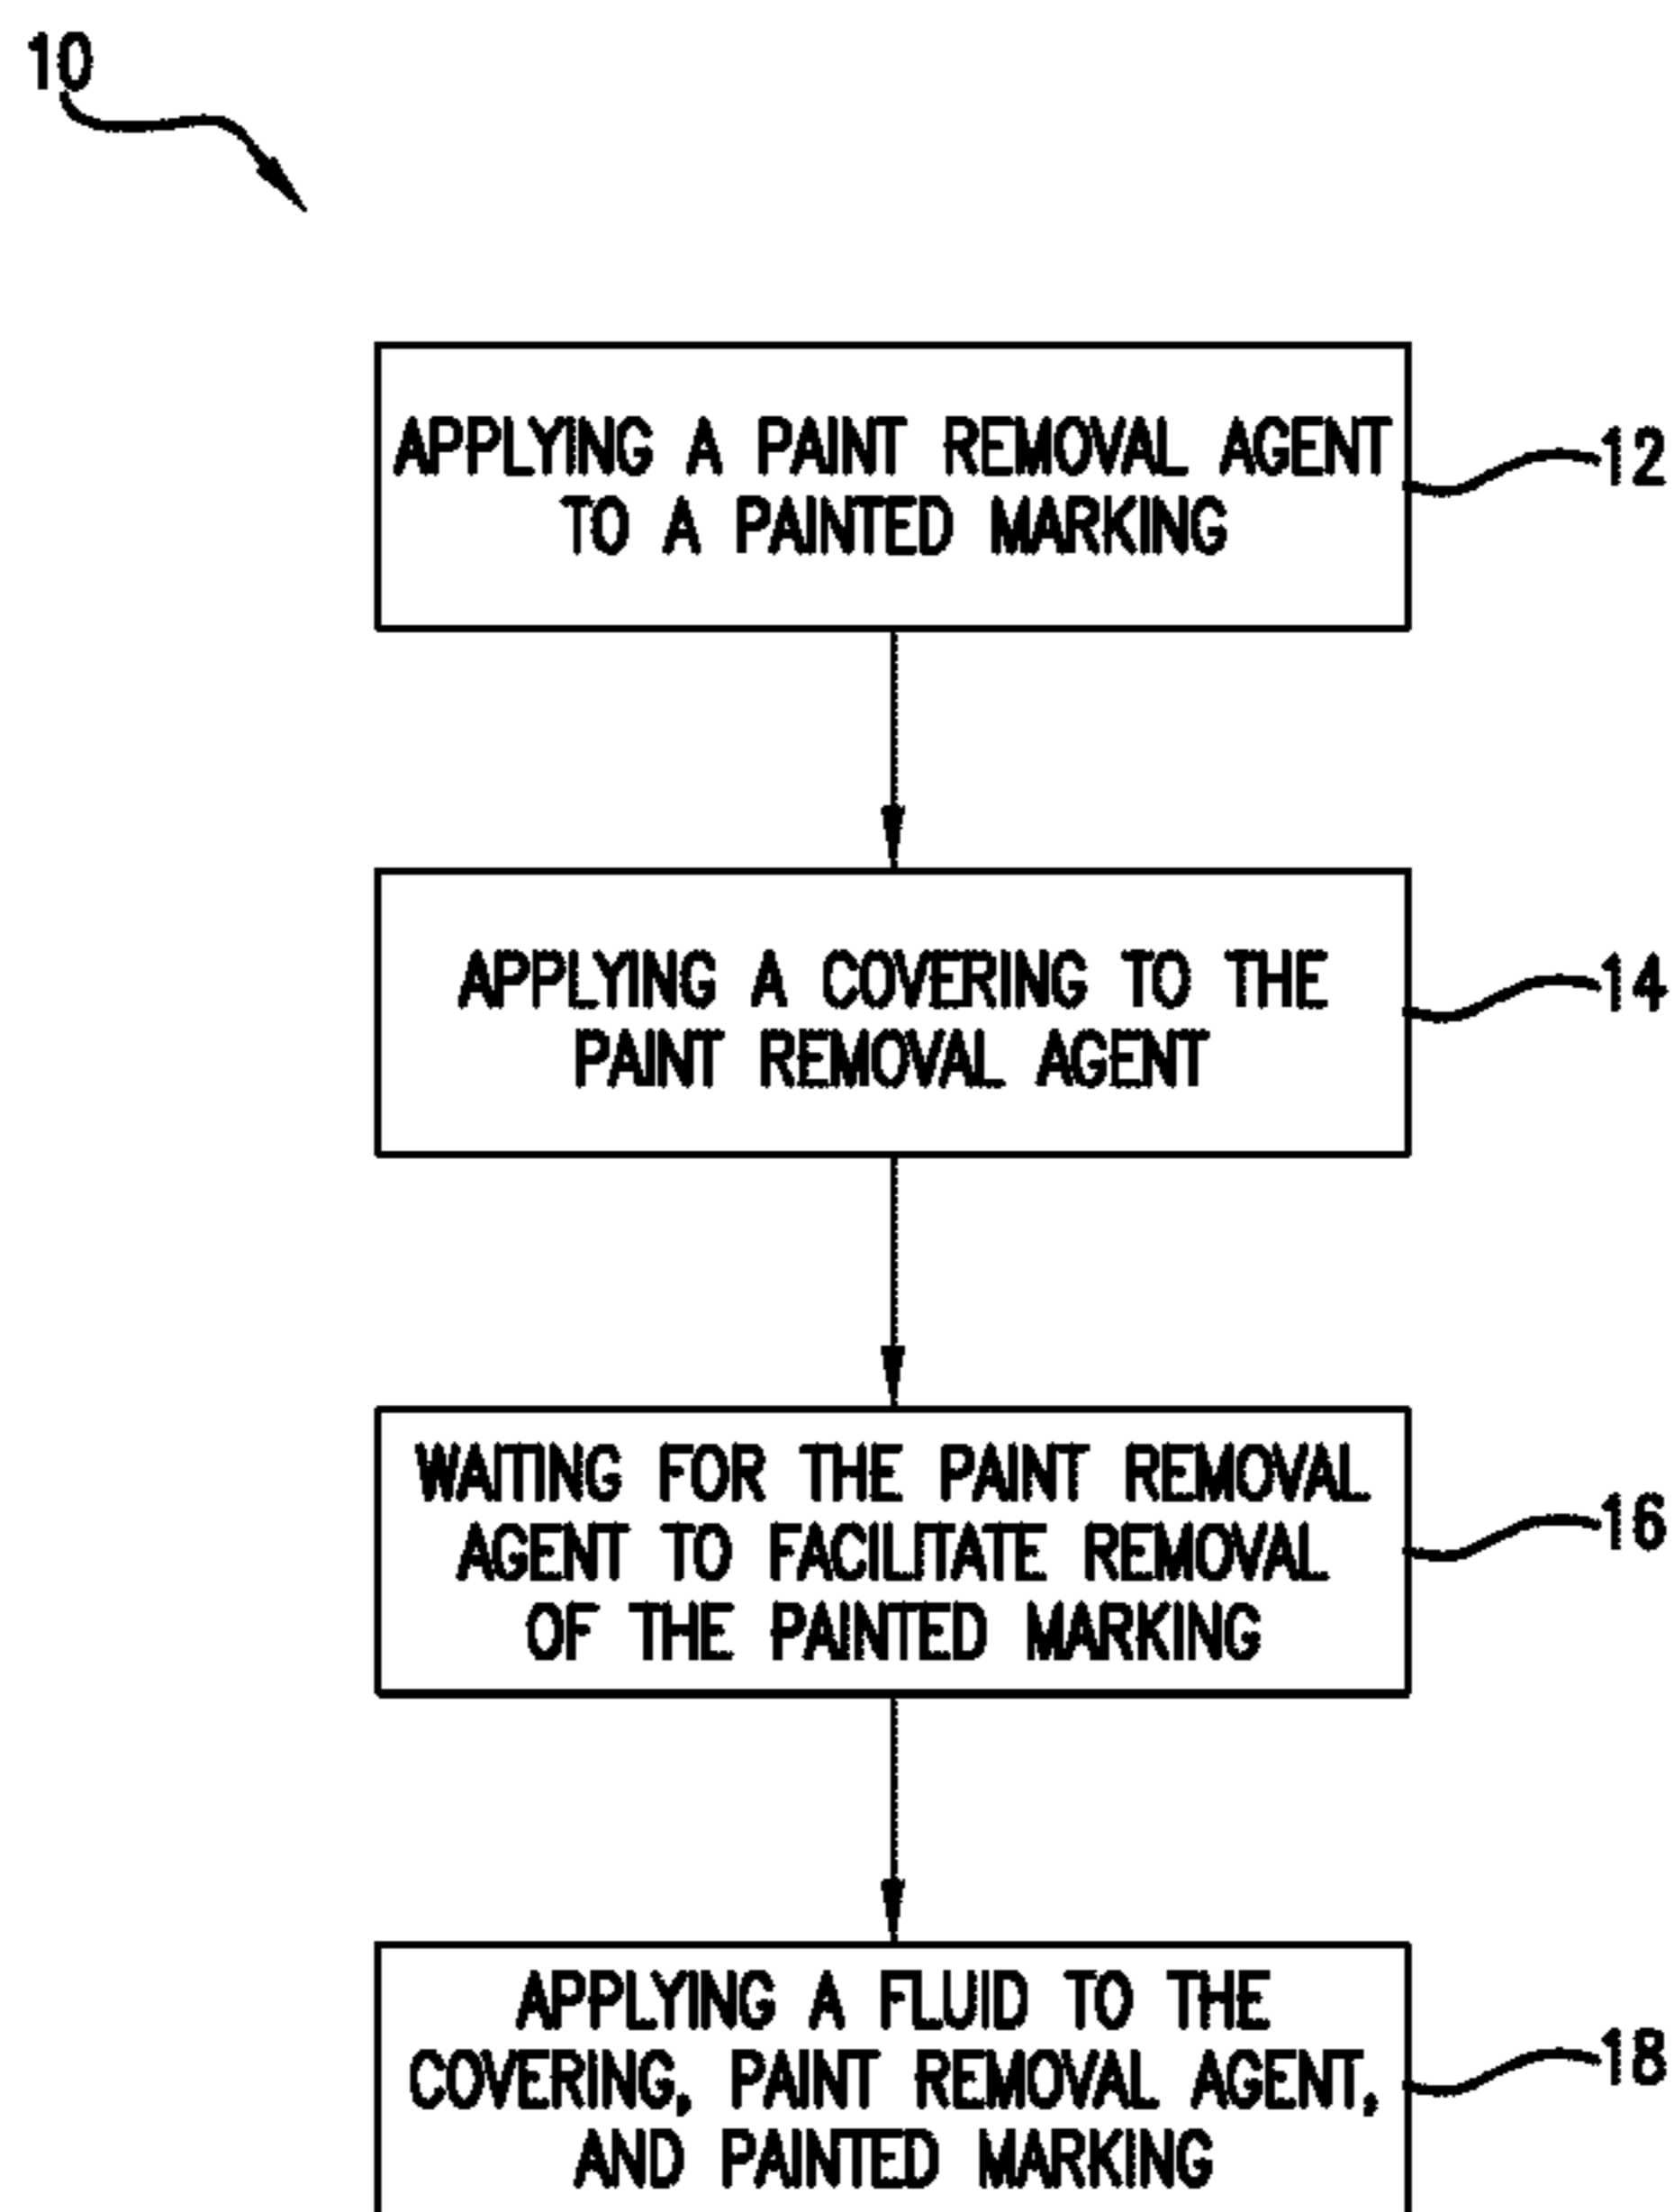 10
APPLYING A PAINT REMOVAL AGENT
TO A PAINTED MARKING
12
APPLYING A COVERING TO THE
PAINT REMOVAL AGENT
14
WAITING FOR THE PAINT REMOVAL
AGENT TO FACILITATE REMOVAL
OF THE PAINTED MARKING
16
APPLYING A FLUID TO THE
COVERING, PAINT REMOVAL AGENT,
AND PAINTED MARKING
18